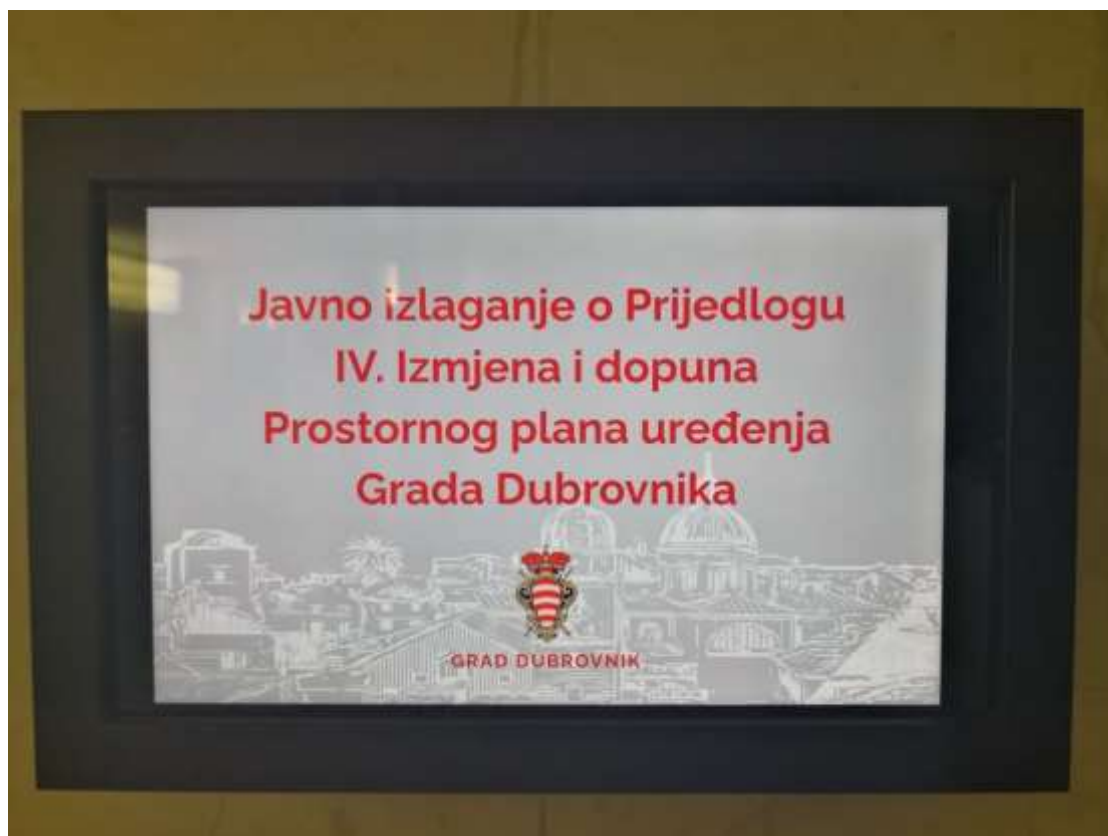 Javno izlaganje o Prijedlogu
IV. Izmjena i dopuna
Prostornog plana uređenja
Grada Dubrovnika
GRAD DUBROVNIK